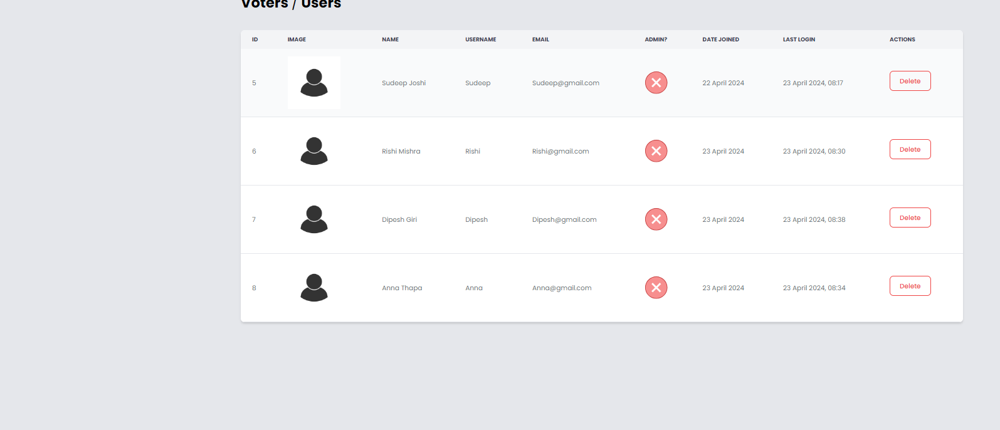 Voters / Users
ID IMAGE NAME USERNAME EMAIL ADMIN? DATE JOINED LAST LOGIN ACTIONS
5 Sudeep Joshi Sudeep Sudeep@gmail.com 22 April 2024 23 April 2024, 08:17 Delete
6 Rishi Mishra Rishi Rishi@gmail.com 23 April 2024 23 April 2024, 08:30 Delete
7 Dipesh Giri Dipesh Dipesh@gmail.com 23 April 2024 23 April 2024, 08:38 Delete
8 Anna Thapa Anna Anna@gmail.com 23 April 2024 23 April 2024, 08:34 Delete